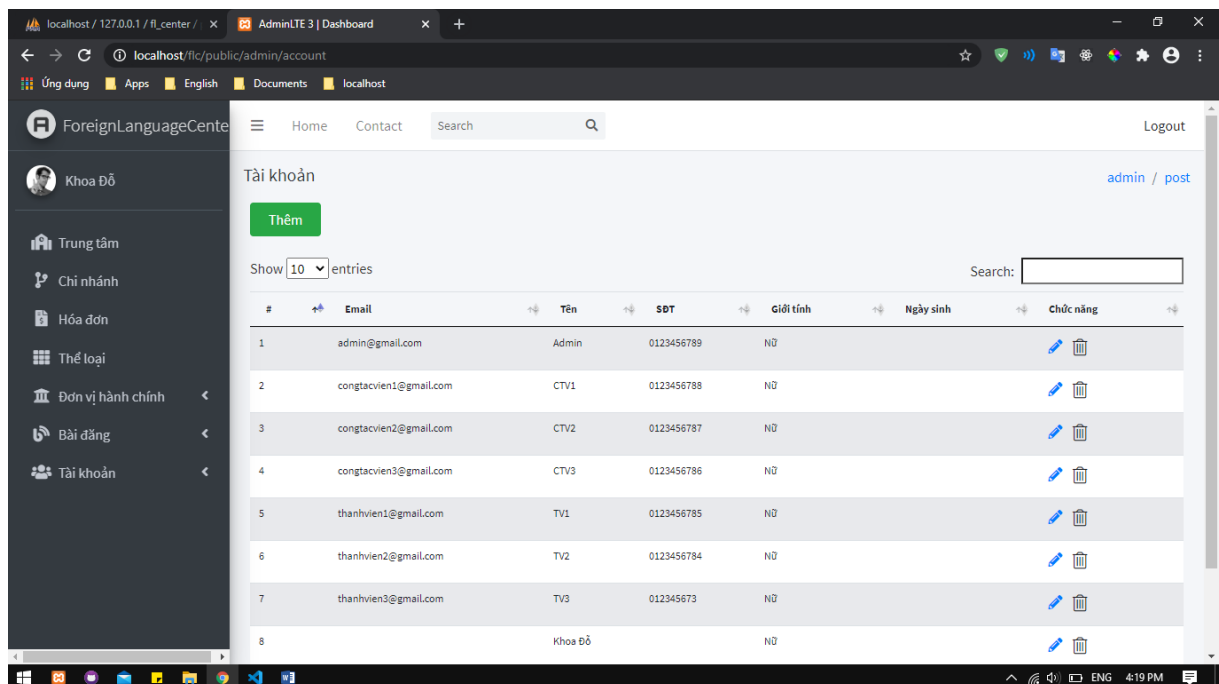 localhost / 127.0.0.1 / fl_center /
AdminLTE 3 | Dashboard
localhost/flc/public/admin/account
Ứng dụng Apps English Documents localhost
ForeignLanguageCente
Home Contact Search
Logout
Khoa Đỗ
Tài khoản
admin / post
Thêm
Trung tâm
Chi nhánh
Hóa đơn
Thể loại
Đơn vị hành chính
Bài đăng
Tài khoản
Show 10 entries
Search:
# Email Tên SĐT Giới tính Ngày sinh Chức năng
1 admin@gmail.com Admin 0123456789 Nữ
2 congtacvien1@gmail.com CTV1 0123456788 Nữ
3 congtacvien2@gmail.com CTV2 0123456787 Nữ
4 congtacvien3@gmail.com CTV3 0123456786 Nữ
5 thanhvien1@gmail.com TV1 0123456785 Nữ
6 thanhvien2@gmail.com TV2 0123456784 Nữ
7 thanhvien3@gmail.com TV3 012345673 Nữ
8 Khoa Đỗ Nữ
ENG 4:19 PM